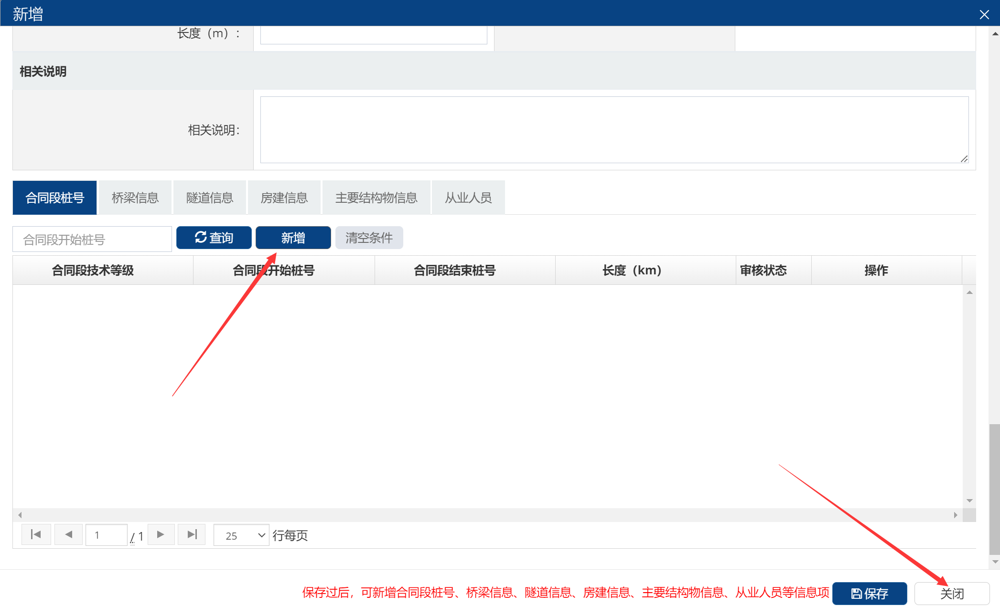 新增
长度（m）：
相关说明
相关说明：
合同段桩号 桥梁信息 隧道信息 房建信息 主要结构物信息 从业人员
合同段开始桩号 查询 新增 清空条件
合同段技术等级 合同段开始桩号 合同段结束桩号 长度（km） 审核状态 操作
1 / 1 25 行每页
保存过后，可新增合同段桩号、桥梁信息、隧道信息、房建信息、主要结构物信息、从业人员等信息项 保存 关闭